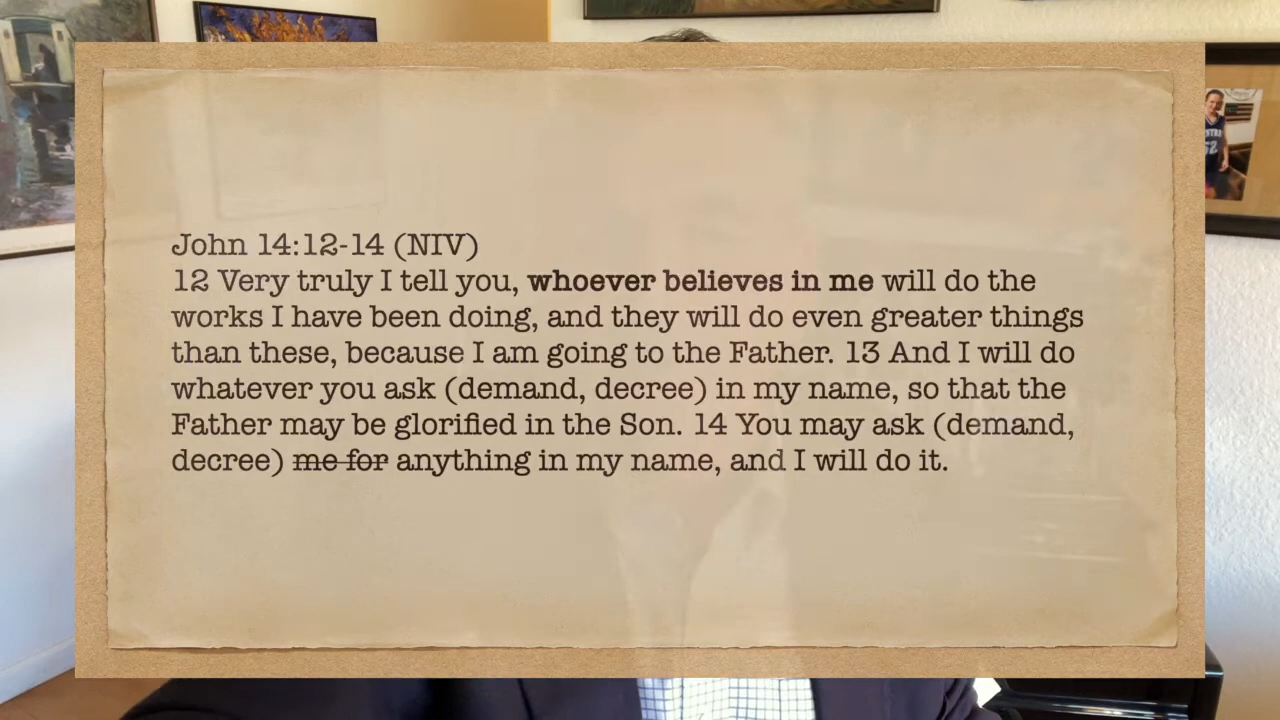 John 14:12-14 (NIV)
12 Very truly I tell you, whoever believes in me will do the
works I have been doing, and they will do even greater things
than these, because I am going to the Father. 13 And I will do
whatever you ask (demand, decree) in my name, so that the
Father may be glorified in the Son. 14 You may ask (demand,
decree) me for anything in my name, and I will do it.
52